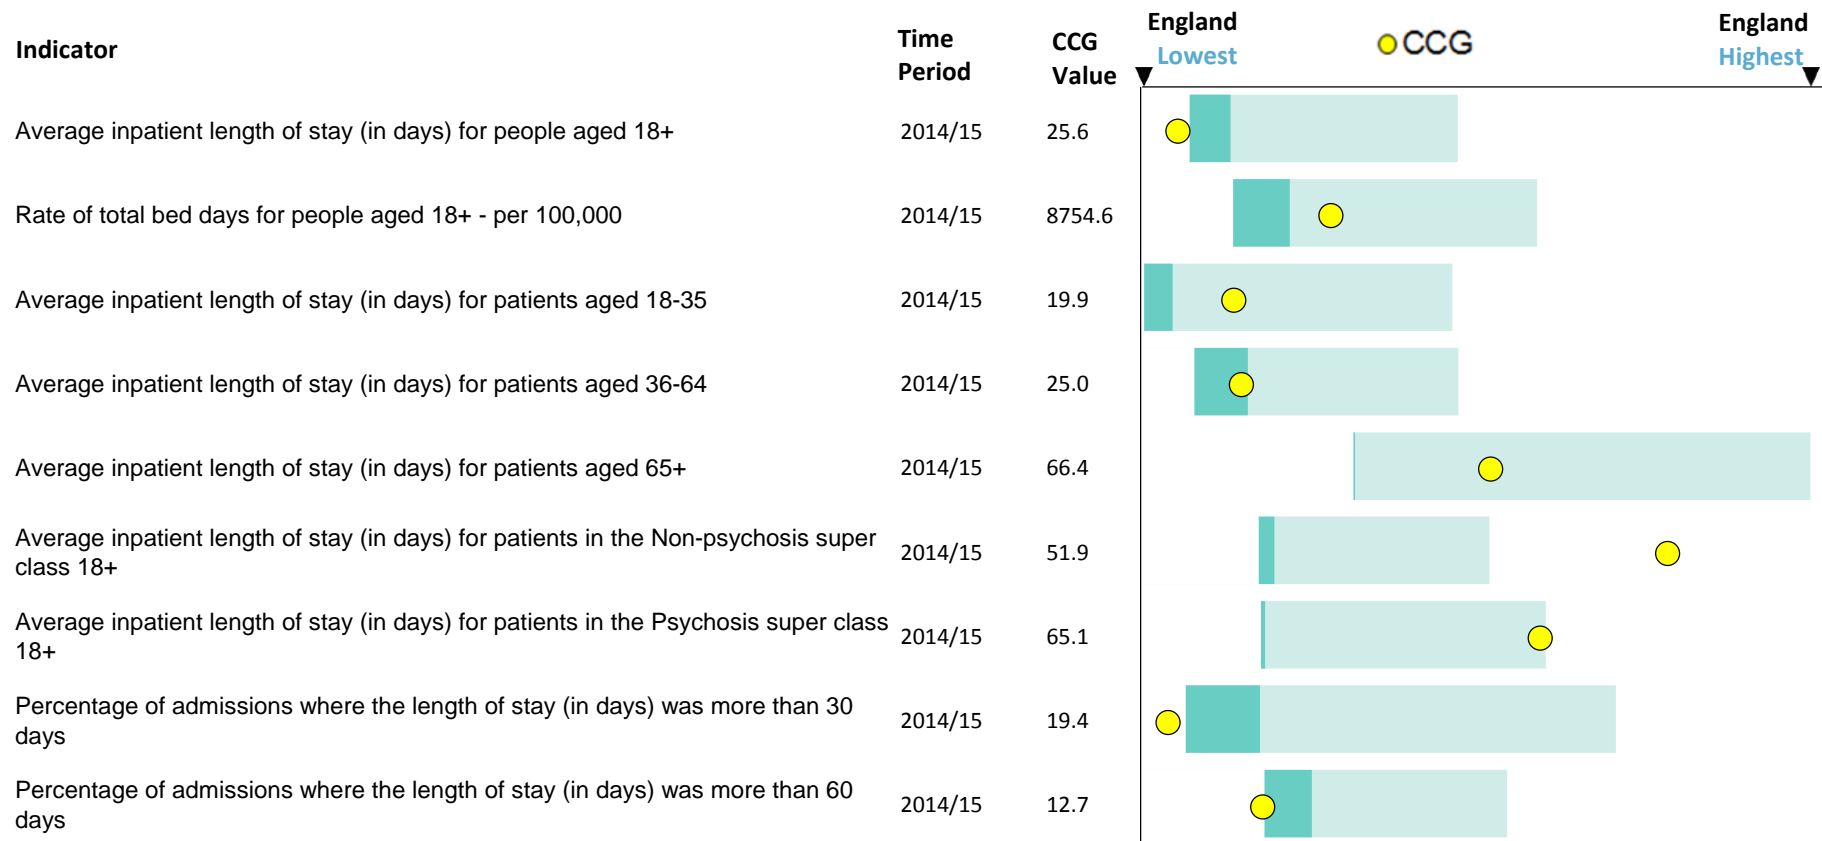 Indicator
Time Period
CCG Value
England Lowest
CCG
England Highest
Average inpatient length of stay (in days) for people aged 18+ 2014/15 25.6
Rate of total bed days for people aged 18+ - per 100,000 2014/15 8754.6
Average inpatient length of stay (in days) for patients aged 18-35 2014/15 19.9
Average inpatient length of stay (in days) for patients aged 36-64 2014/15 25.0
Average inpatient length of stay (in days) for patients aged 65+ 2014/15 66.4
Average inpatient length of stay (in days) for patients in the Non-psychosis super
class 18+ 2014/15 51.9
Average inpatient length of stay (in days) for patients in the Psychosis super class
18+ 2014/15 65.1
Percentage of admissions where the length of stay (in days) was more than 30
days 2014/15 19.4
Percentage of admissions where the length of stay (in days) was more than 60
days 2014/15 12.7